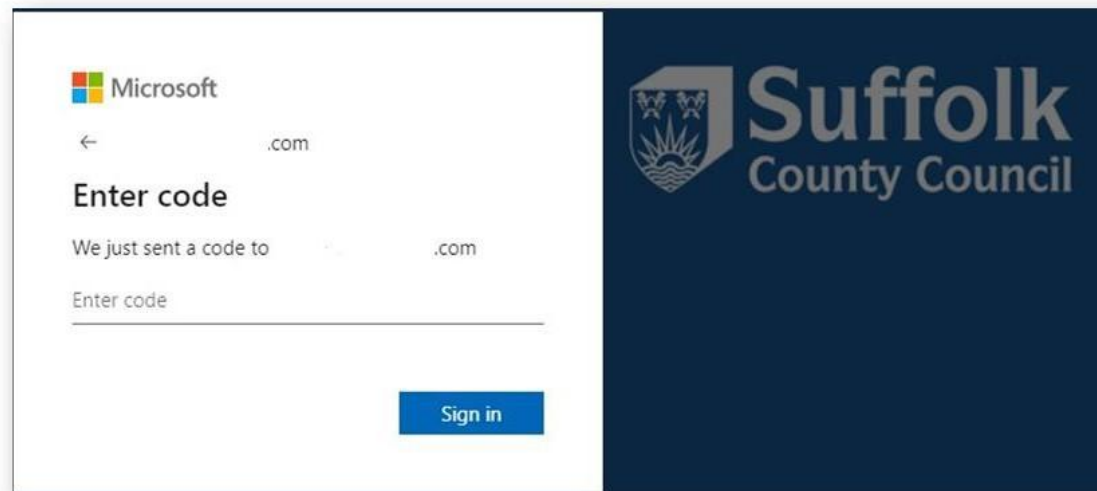 Microsoft
← .com
Enter code
We just sent a code to .com
Enter code
Sign in
Suffolk
County Council